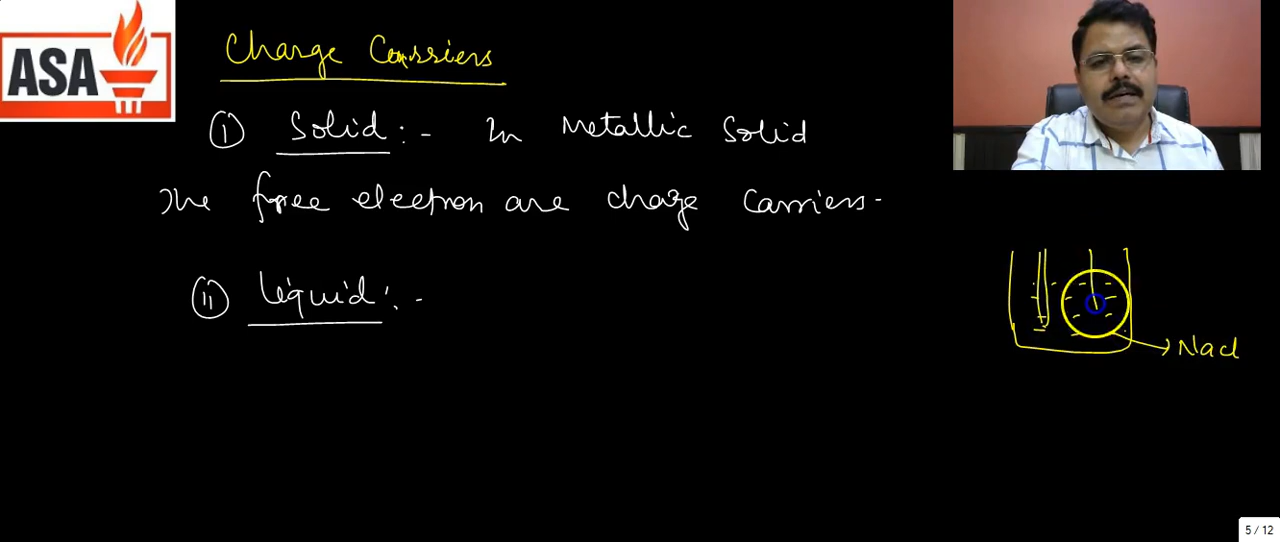 ASA
Charge Carriers
(i) Solid :- In Metallic Solid
The free electron are charge carriers.
(ii) Liquid :-
NaCl
5 / 12